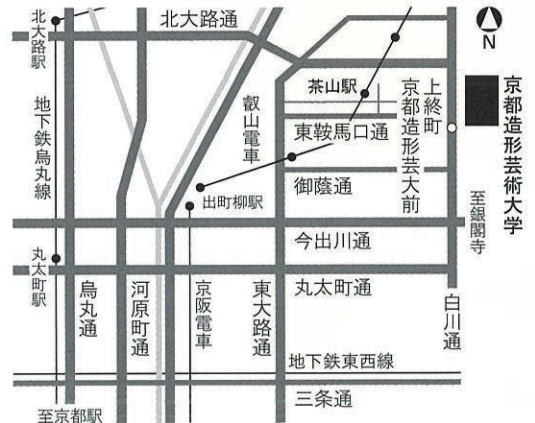 北大路駅
北大路通
N
地下鉄烏丸線
叡山電車
茶山駅
上終町
京都造形芸大前
京都造形芸術大学
東鞍馬口通
御蔭通
出町柳駅
至銀閣寺
今出川通
丸太町駅
丸太町通
烏丸通
河原町通
京阪電車
東大路通
白川通
地下鉄東西線
三条通
至京都駅